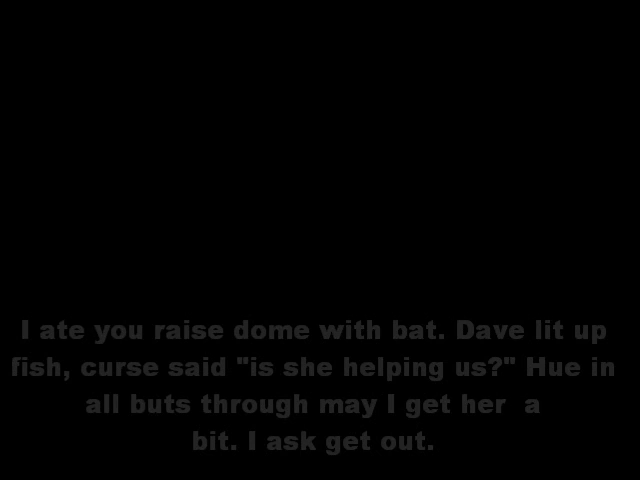 I ate you raise dome with bat. Dave lit up
fish, curse said "is she helping us?" Hue in
all buts through may I get her  a
bit. I ask get out.